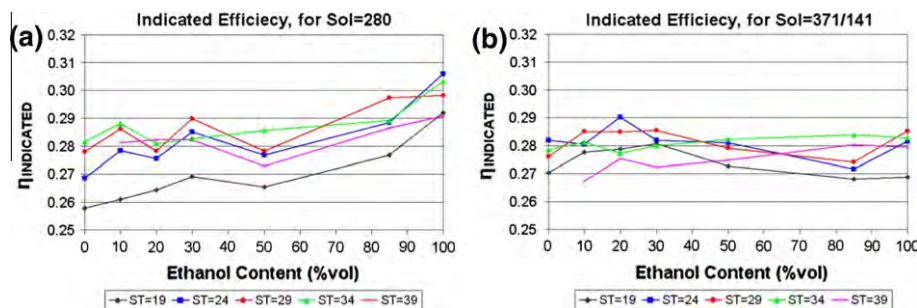 (a)
Indicated Efficiecy, for SoI=280
0.32
0.31
0.30
0.29
0.28
0.27
0.26
0.25
ηINDICATED
0 10 20 30 40 50 60 70 80 90 100
Ethanol Content (%vol)
ST=19 ST=24 ST=29 ST=34 ST=39
(b)
Indicated Efficiecy, for SoI=371/141
0.32
0.31
0.30
0.29
0.28
0.27
0.26
0.25
ηINDICATED
0 10 20 30 40 50 60 70 80 90 100
Ethanol Content (%vol)
ST=19 ST=24 ST=29 ST=34 ST=39